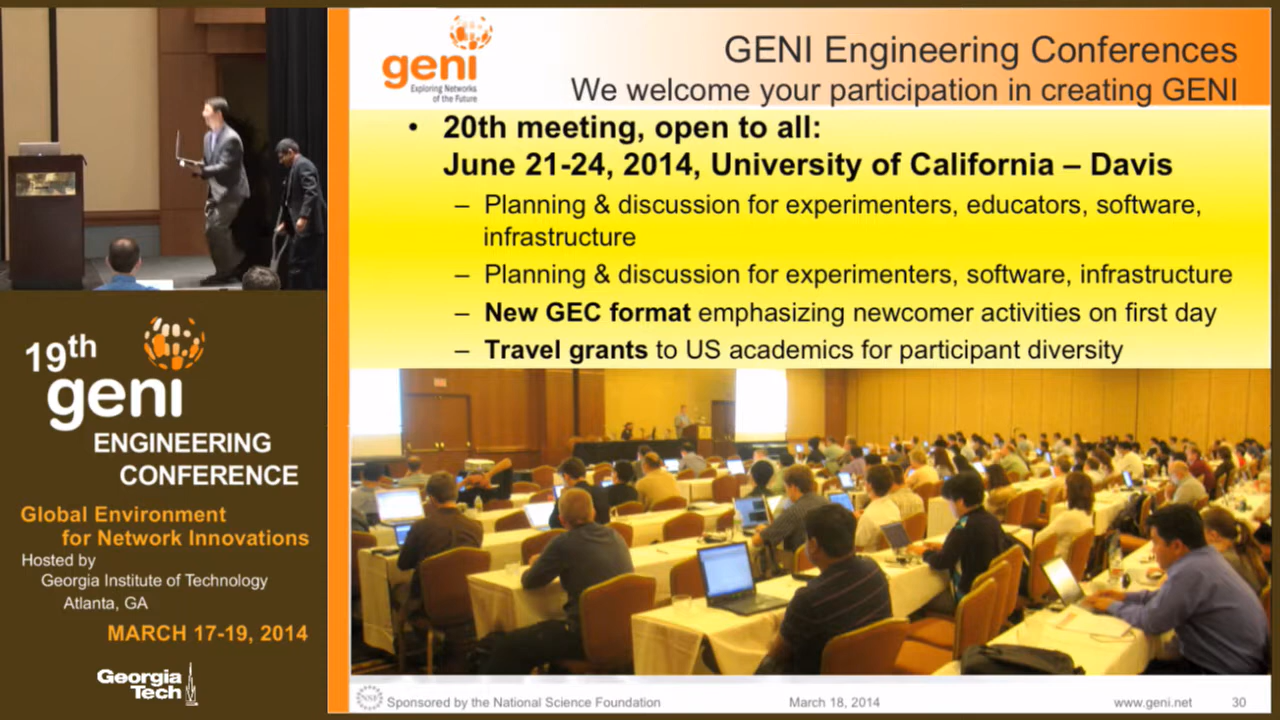 19th
geni
ENGINEERING
CONFERENCE
Global Environment
for Network Innovations
Hosted by
Georgia Institute of Technology
Atlanta, GA
MARCH 17-19, 2014
Georgia
Tech
geni
Exploring Networks
of the Future
GENI Engineering Conferences
We welcome your participation in creating GENI
• 20th meeting, open to all:
June 21-24, 2014, University of California – Davis
– Planning & discussion for experimenters, educators, software,
infrastructure
– Planning & discussion for experimenters, software, infrastructure
– New GEC format emphasizing newcomer activities on first day
– Travel grants to US academics for participant diversity
NSF
Sponsored by the National Science Foundation
March 18, 2014
www.geni.net
30